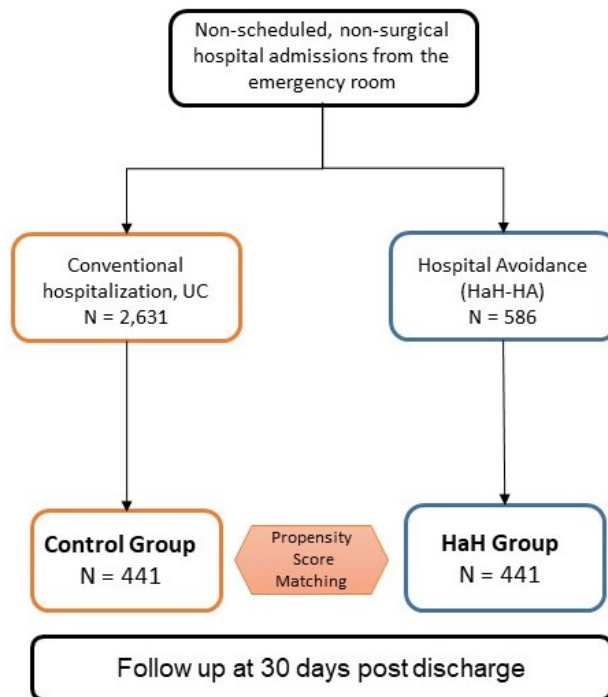 Non-scheduled, non-surgical
hospital admissions from the
emergency room
Conventional
hospitalization, UC
N = 2,631
Hospital Avoidance
(HaH-HA)
N = 586
Control Group
N = 441
Propensity
Score
Matching
HaH Group
N = 441
Follow up at 30 days post discharge